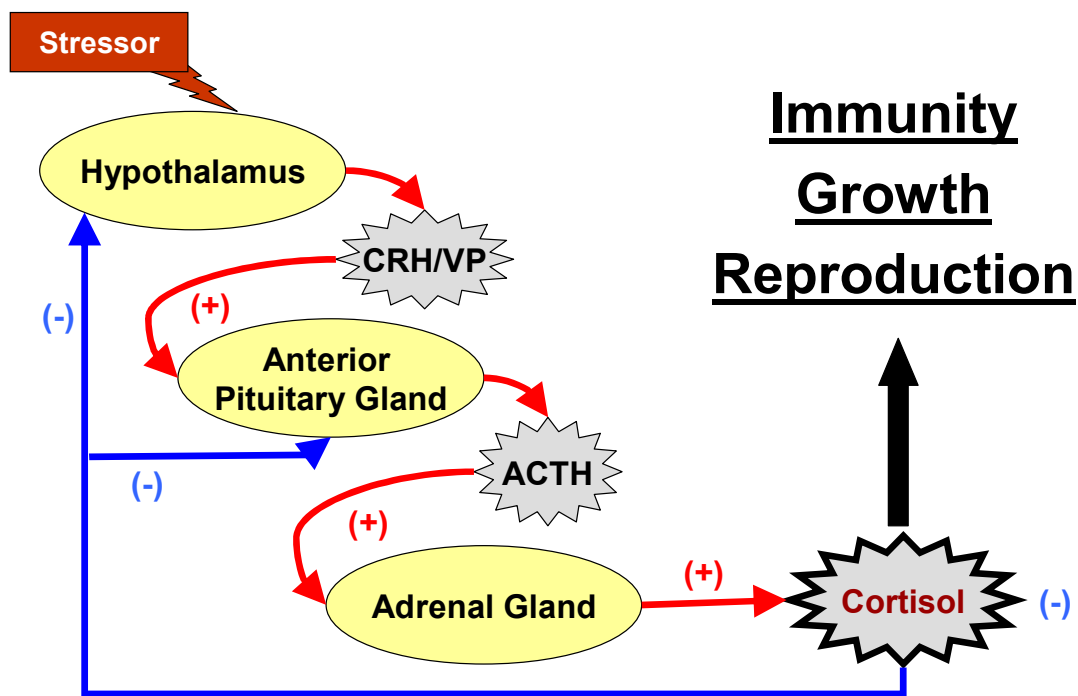 Stressor
Immunity
Growth
Reproduction
Hypothalamus
CRH/VP
(-)
(+)
Anterior
Pituitary Gland
(-)
ACTH
(+)
Adrenal Gland
(+)
Cortisol
(-)